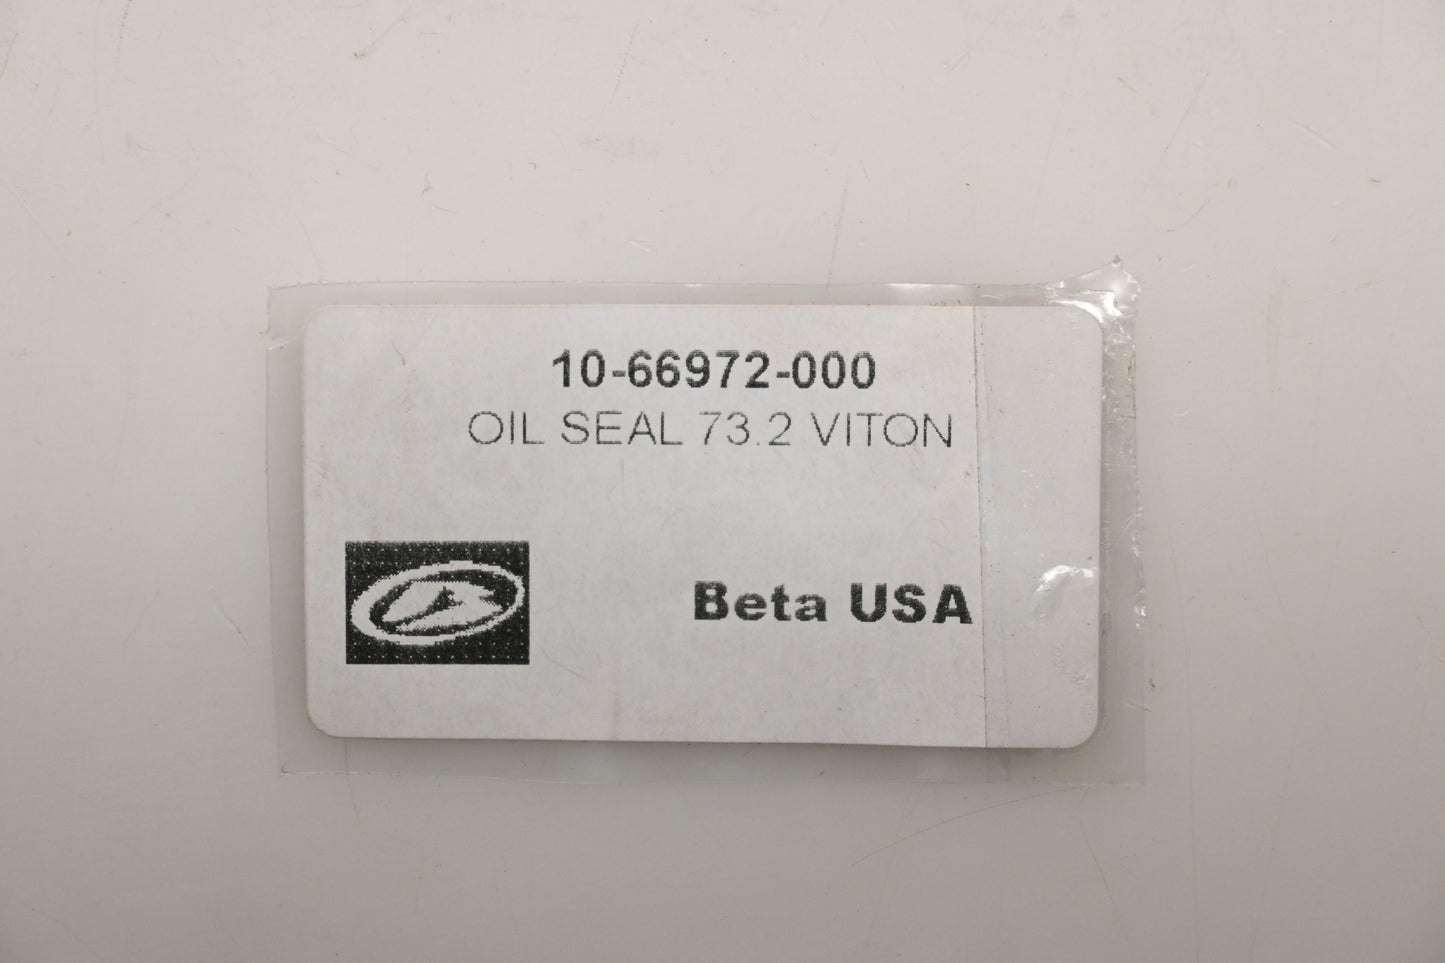 10-66972-000
OIL SEAL 73.2 VITON
Beta USA